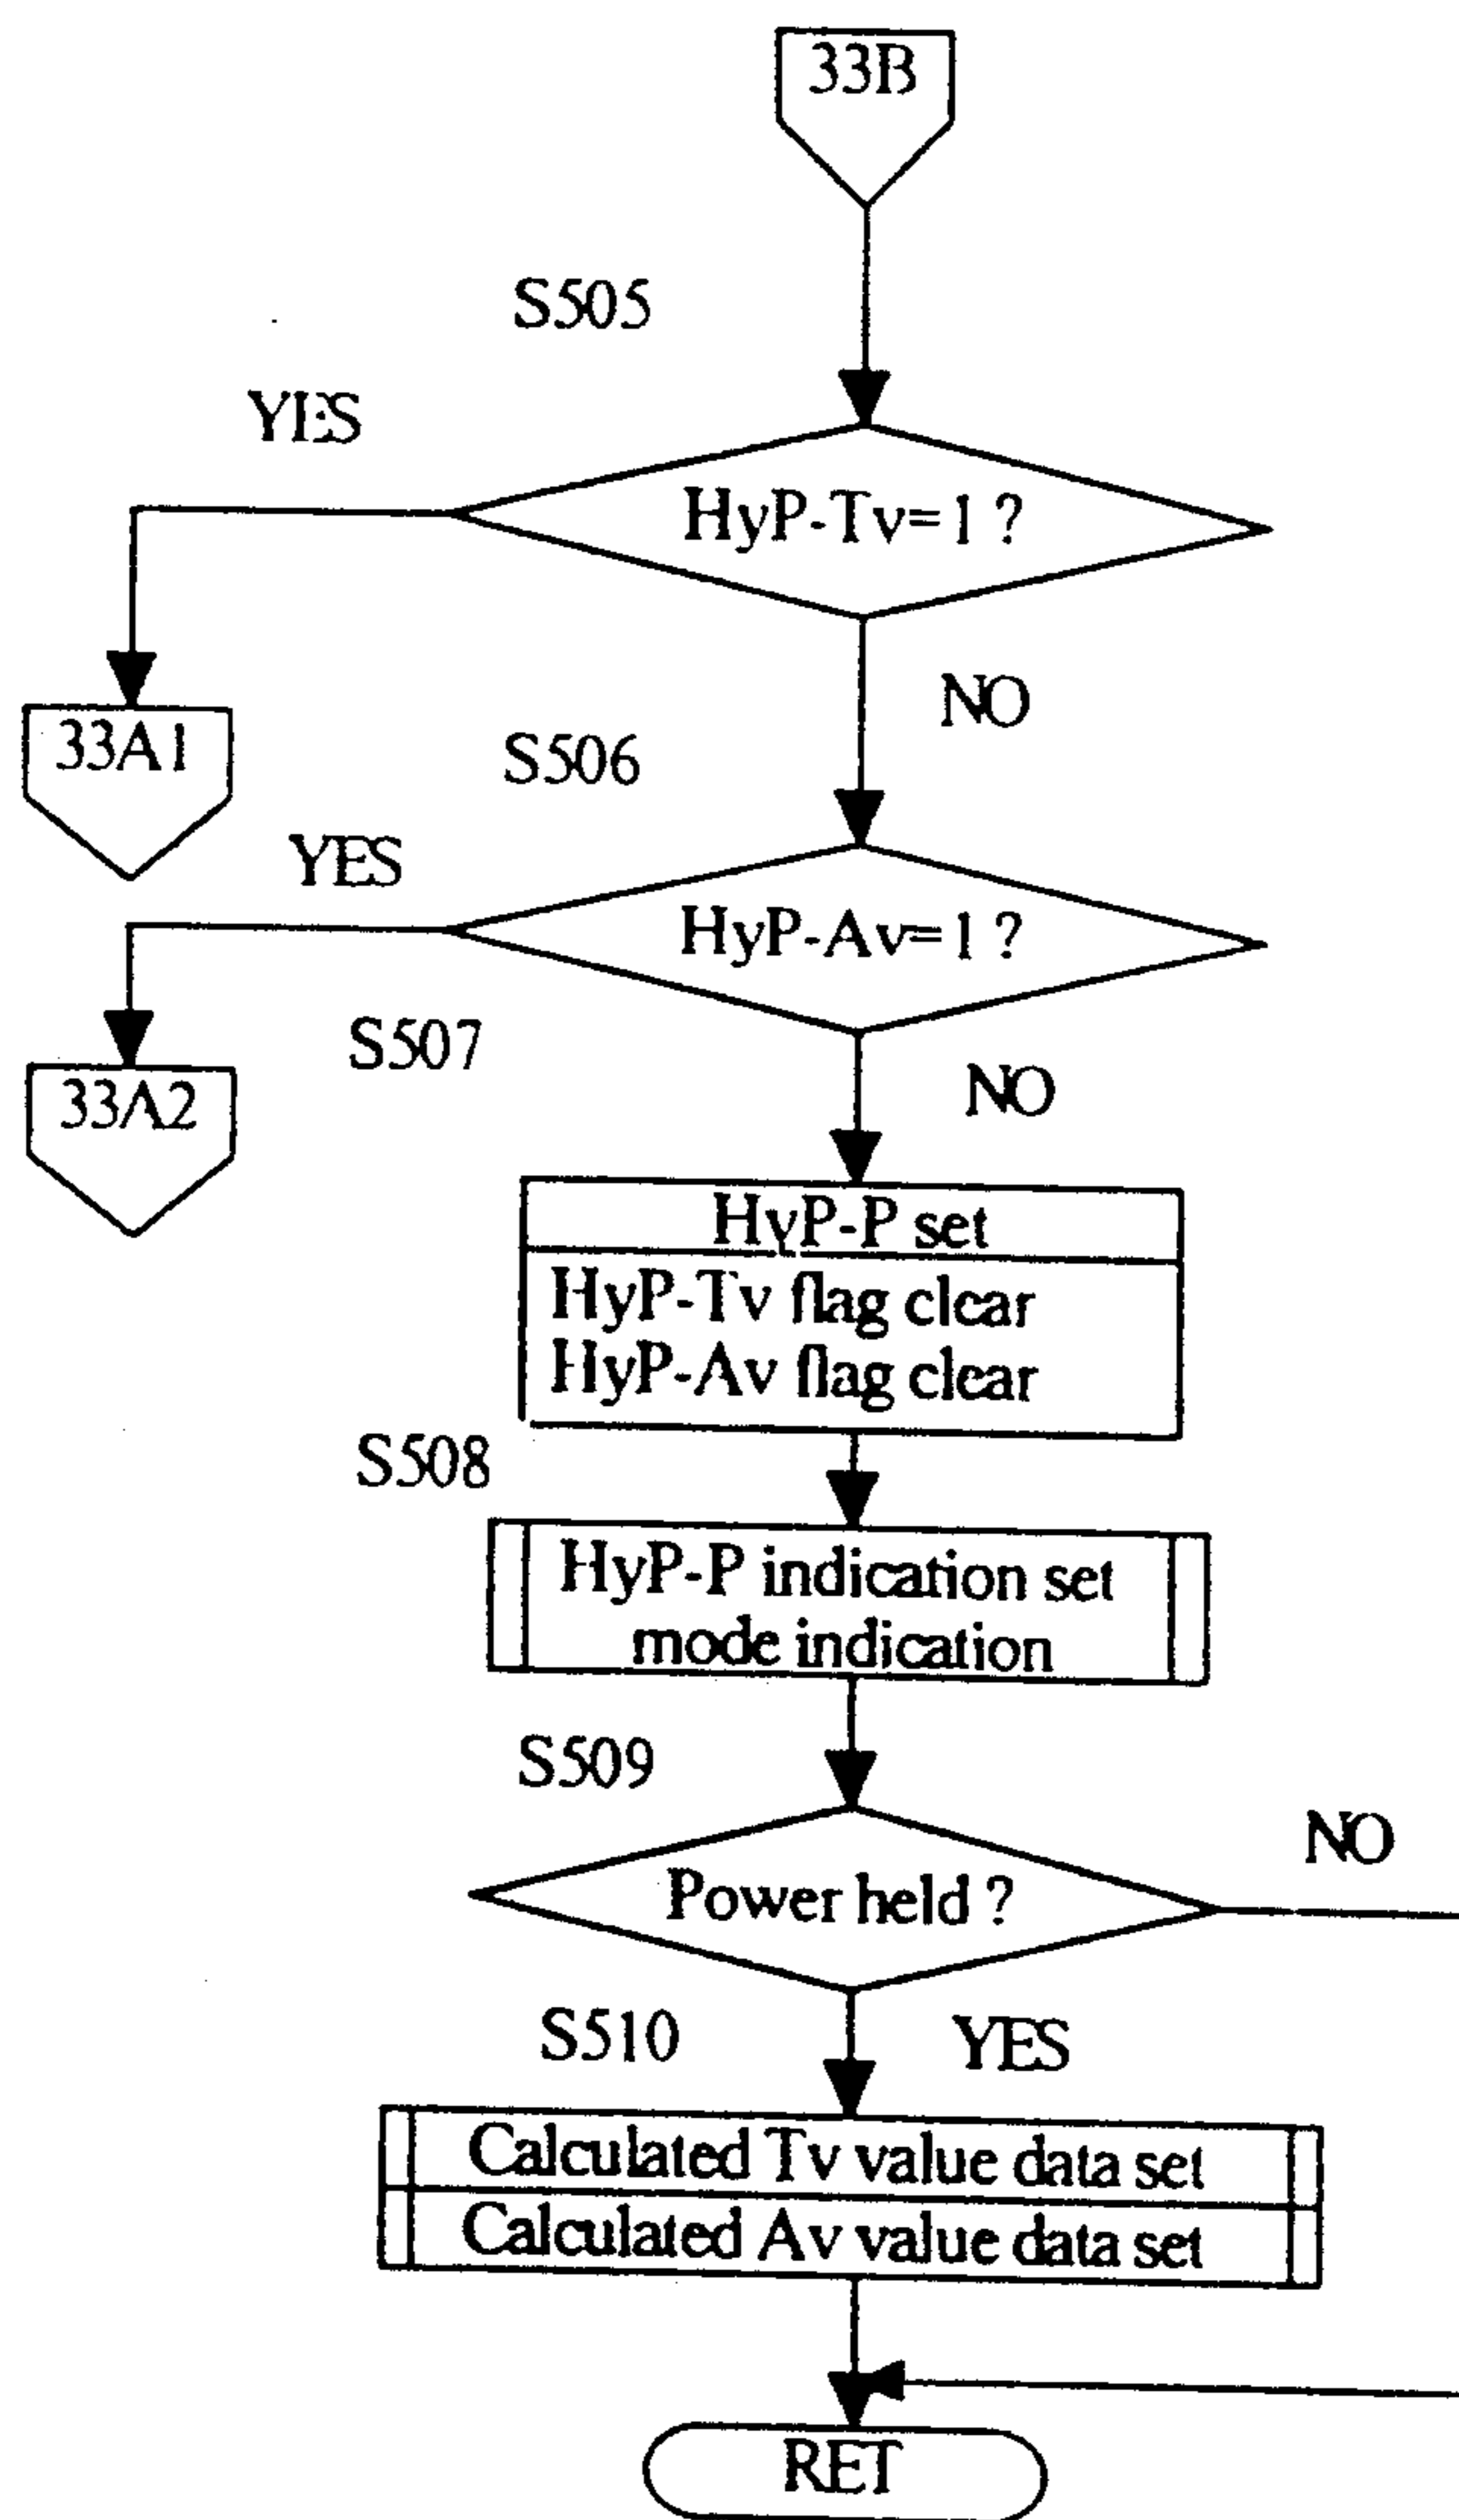 33B
S505
YES
HyP-Tv=1 ?
NO
33A1
S506
YES
HyP-Av=1 ?
S507
NO
33A2
HyP-P set
HyP-Tv flag clear
HyP-Av flag clear
S508
HyP-P indication set
mode indication
S509
NO
Power held ?
S510
YES
Calculated Tv value data set
Calculated Av value data set
RET